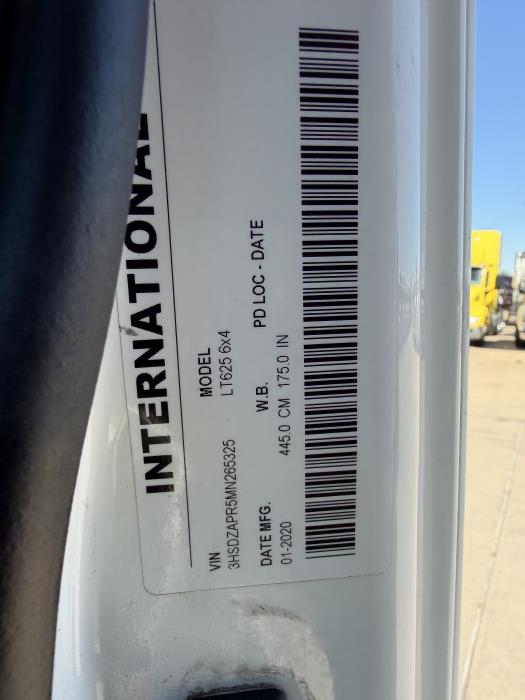 INTERNATIONAL
VIN MODEL
3HSDZAPR5MN265325 LT625 6x4
DATE MFG. W.B. PD LOC - DATE
01-2020 445.0 CM 175.0 IN